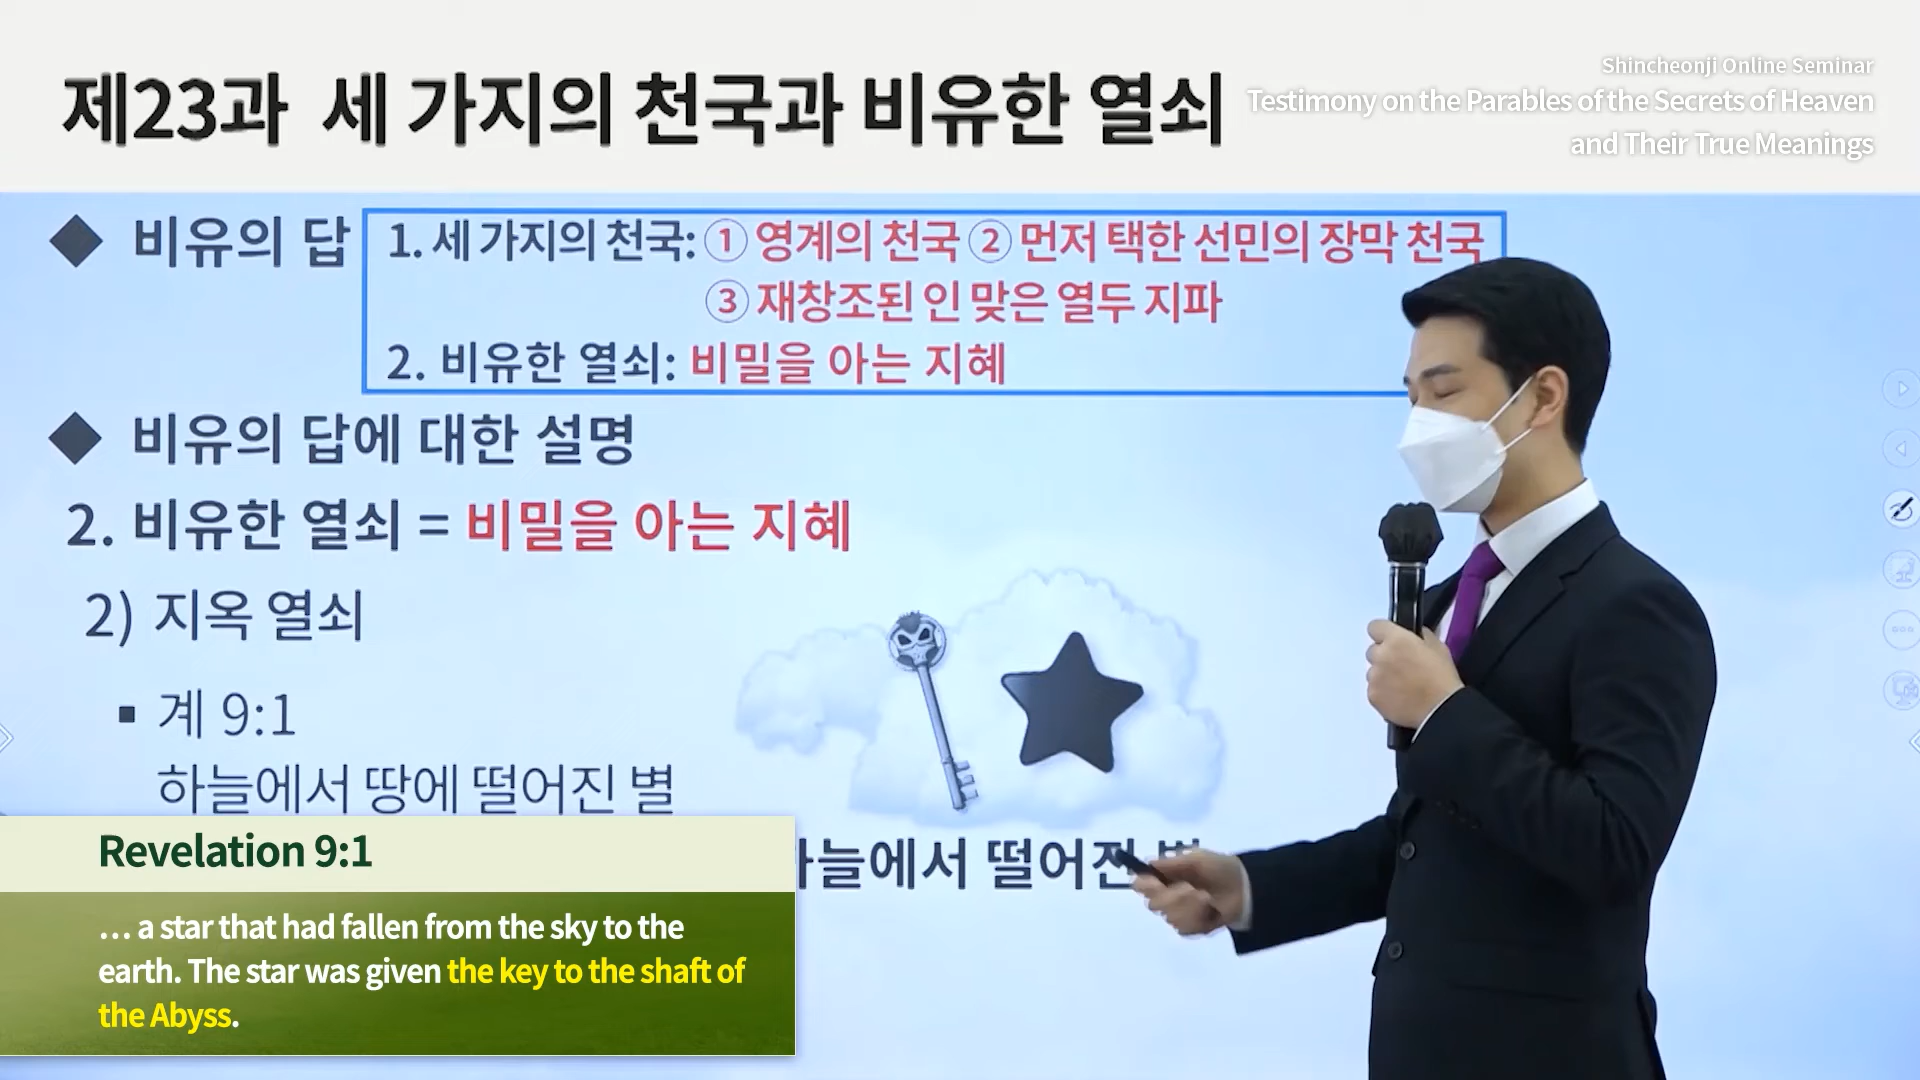 제23과 세 가지의 천국과 비유한 열쇠
Shincheonji Online Seminar
Testimony on the Parables of the Secrets of Heaven
and Their True Meanings
◆ 비유의 답
1. 세 가지의 천국: ① 영계의 천국 ② 먼저 택한 선민의 장막 천국
③ 재창조된 인 맞은 열두 지파
2. 비유한 열쇠: 비밀을 아는 지혜
◆ 비유의 답에 대한 설명
2. 비유한 열쇠 = 비밀을 아는 지혜
2) 지옥 열쇠
▪ 계 9:1
하늘에서 땅에 떨어진 별
하늘에서 떨어진
Revelation 9:1
… a star that had fallen from the sky to the
earth. The star was given the key to the shaft of
the Abyss.